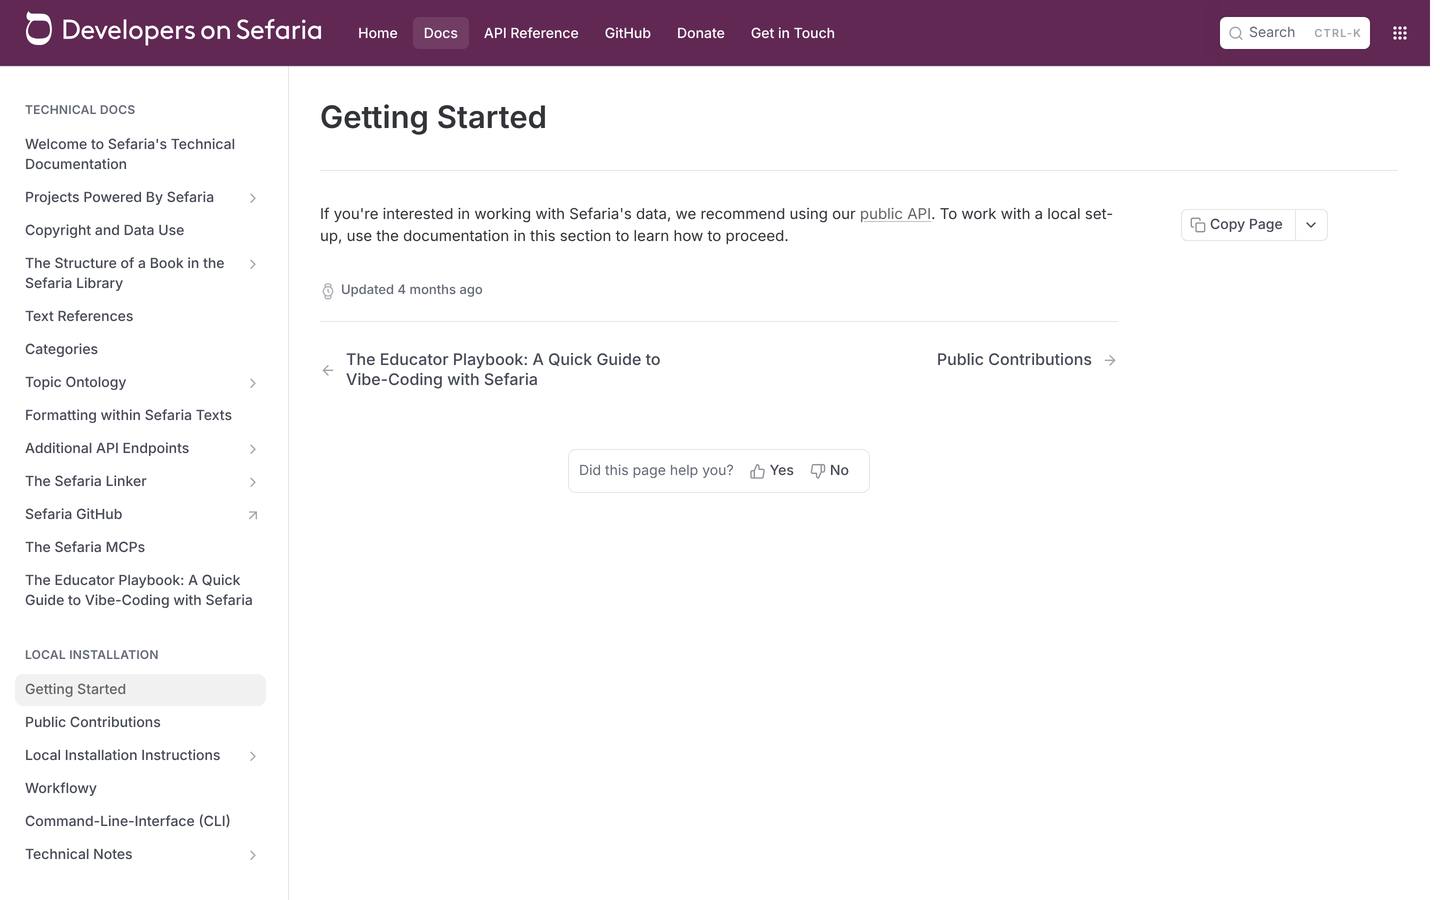 Developers on Sefaria
Home
Docs
API Reference
GitHub
Donate
Get in Touch
Search
CTRL-K
TECHNICAL DOCS
Welcome to Sefaria's Technical
Documentation
Projects Powered By Sefaria
Copyright and Data Use
The Structure of a Book in the
Sefaria Library
Text References
Categories
Topic Ontology
Formatting within Sefaria Texts
Additional API Endpoints
The Sefaria Linker
Sefaria GitHub
The Sefaria MCPs
The Educator Playbook: A Quick
Guide to Vibe-Coding with Sefaria
LOCAL INSTALLATION
Getting Started
Public Contributions
Local Installation Instructions
Workflowy
Command-Line-Interface (CLI)
Technical Notes
Getting Started
If you're interested in working with Sefaria's data, we recommend using our public API. To work with a local set-
up, use the documentation in this section to learn how to proceed.
Copy Page
Updated 4 months ago
The Educator Playbook: A Quick Guide to
Vibe-Coding with Sefaria
Public Contributions
Did this page help you?
Yes
No